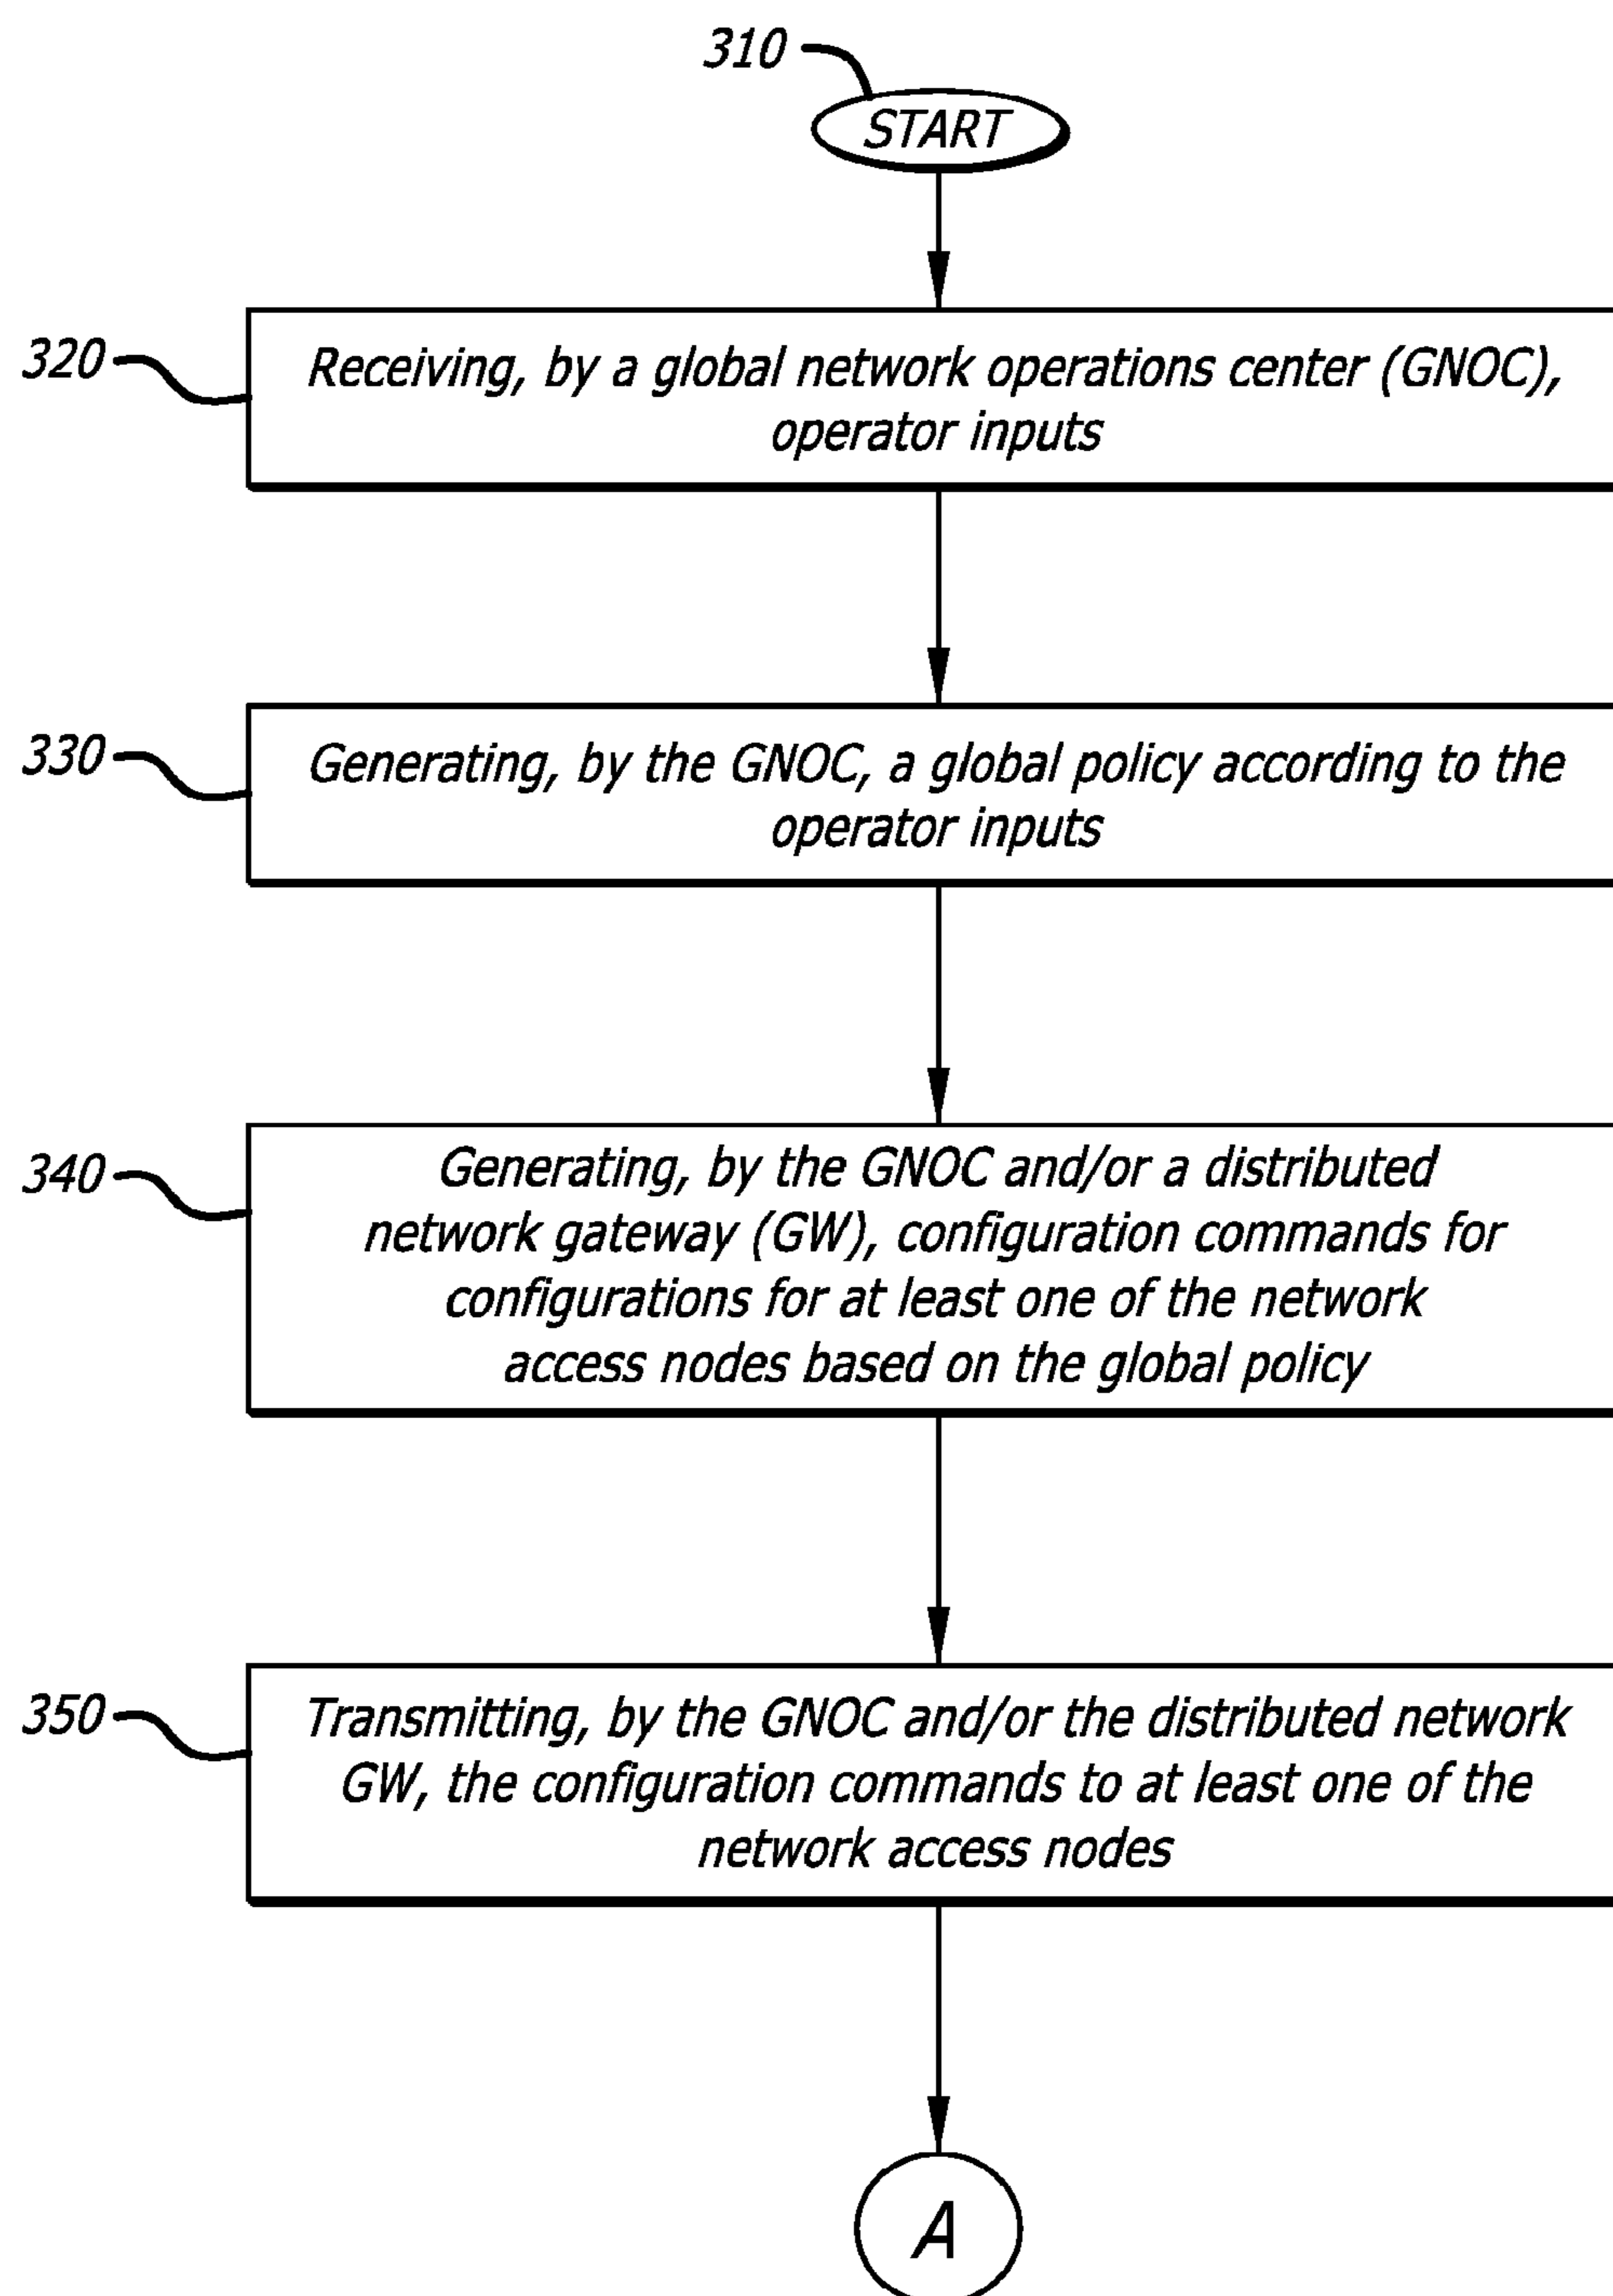 310
START
320
Receiving, by a global network operations center (GNOC),
operator inputs
330
Generating, by the GNOC, a global policy according to the
operator inputs
340
Generating, by the GNOC and/or a distributed
network gateway (GW), configuration commands for
configurations for at least one of the network
access nodes based on the global policy
350
Transmitting, by the GNOC and/or the distributed network
GW, the configuration commands to at least one of the
network access nodes
A